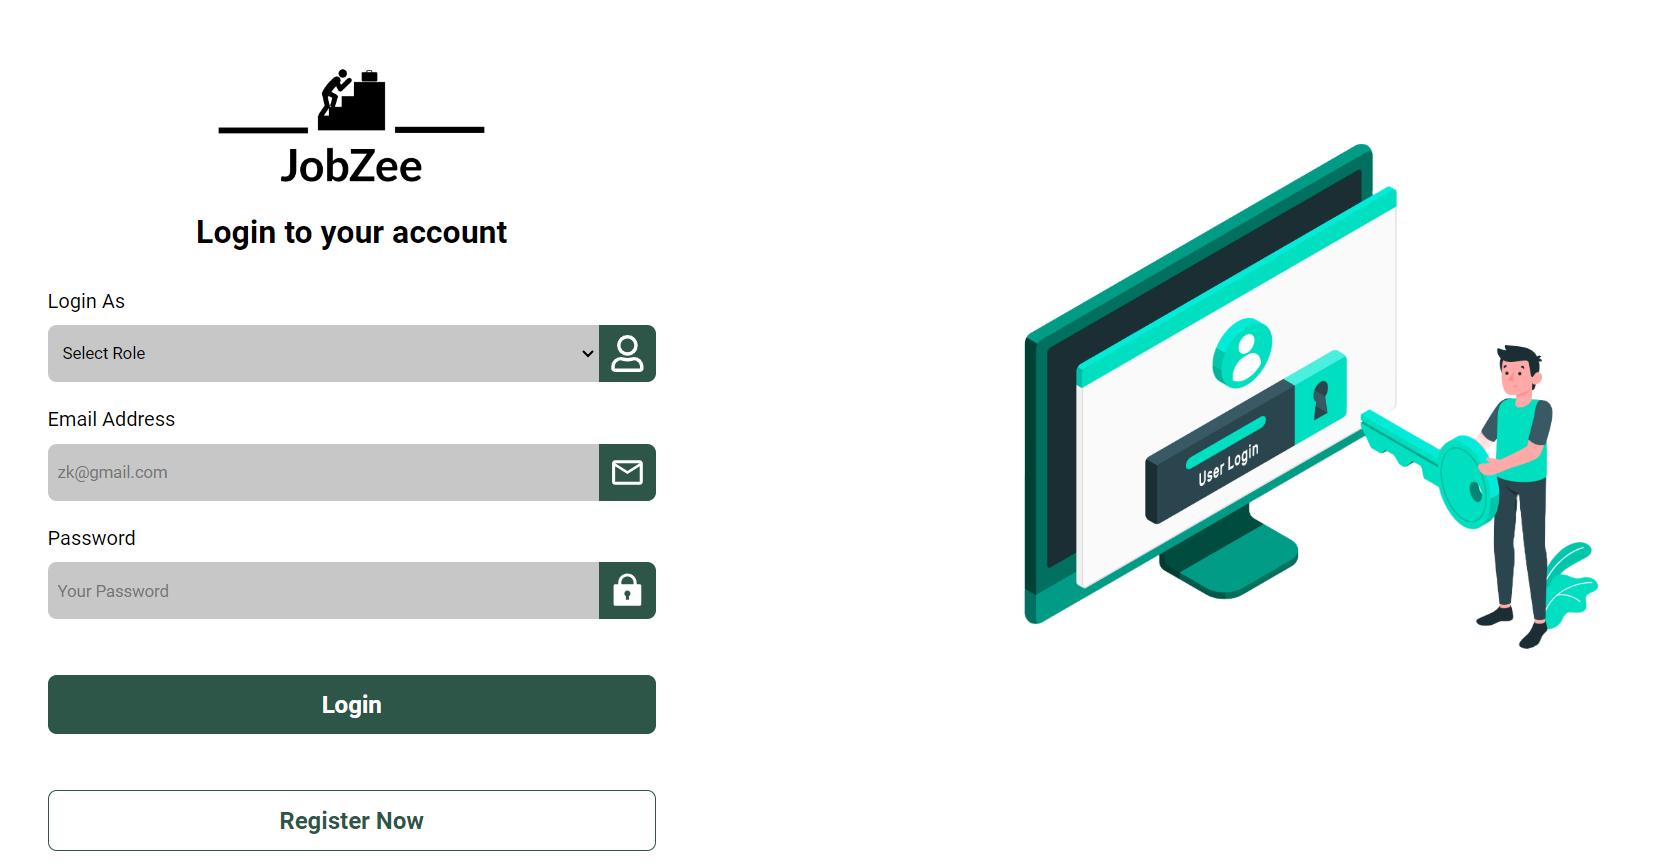 JobZee
Login to your account
Login As
Select Role
Email Address
zk@gmail.com
Password
Your Password
Login
Register Now
User Login